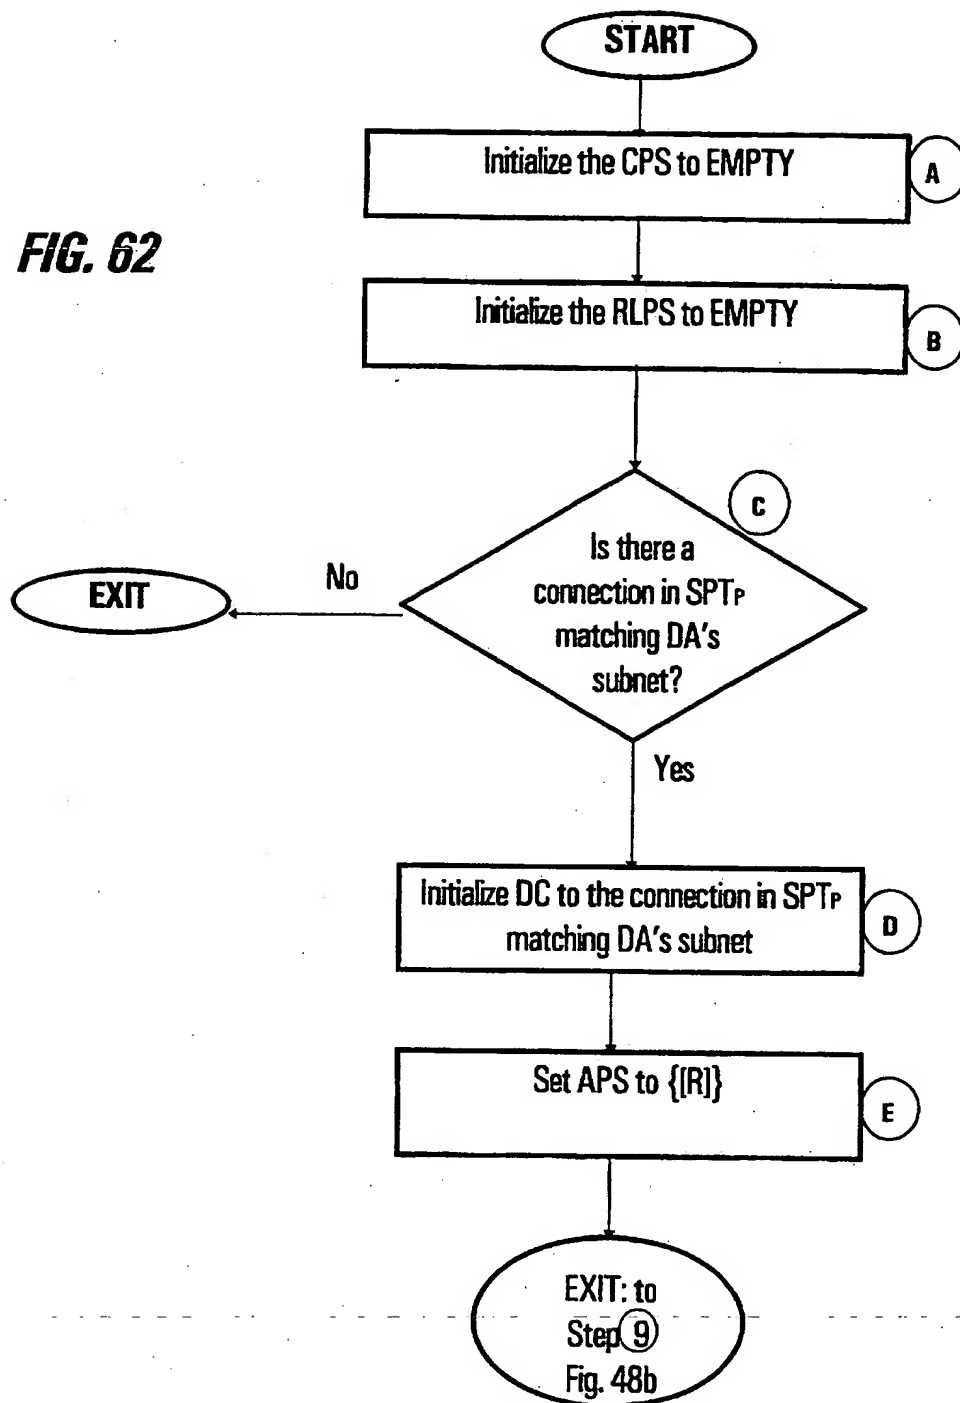 START
Initialize the CPS to EMPTY
A
FIG. 62
Initialize the RLPS to EMPTY
B
C
Is there a
connection in SPTP
matching DA's
subnet?
No
EXIT
Yes
Initialize DC to the connection in SPTP
matching DA's subnet
D
Set APS to {[R]}
E
EXIT: to
Step 9
Fig. 48b